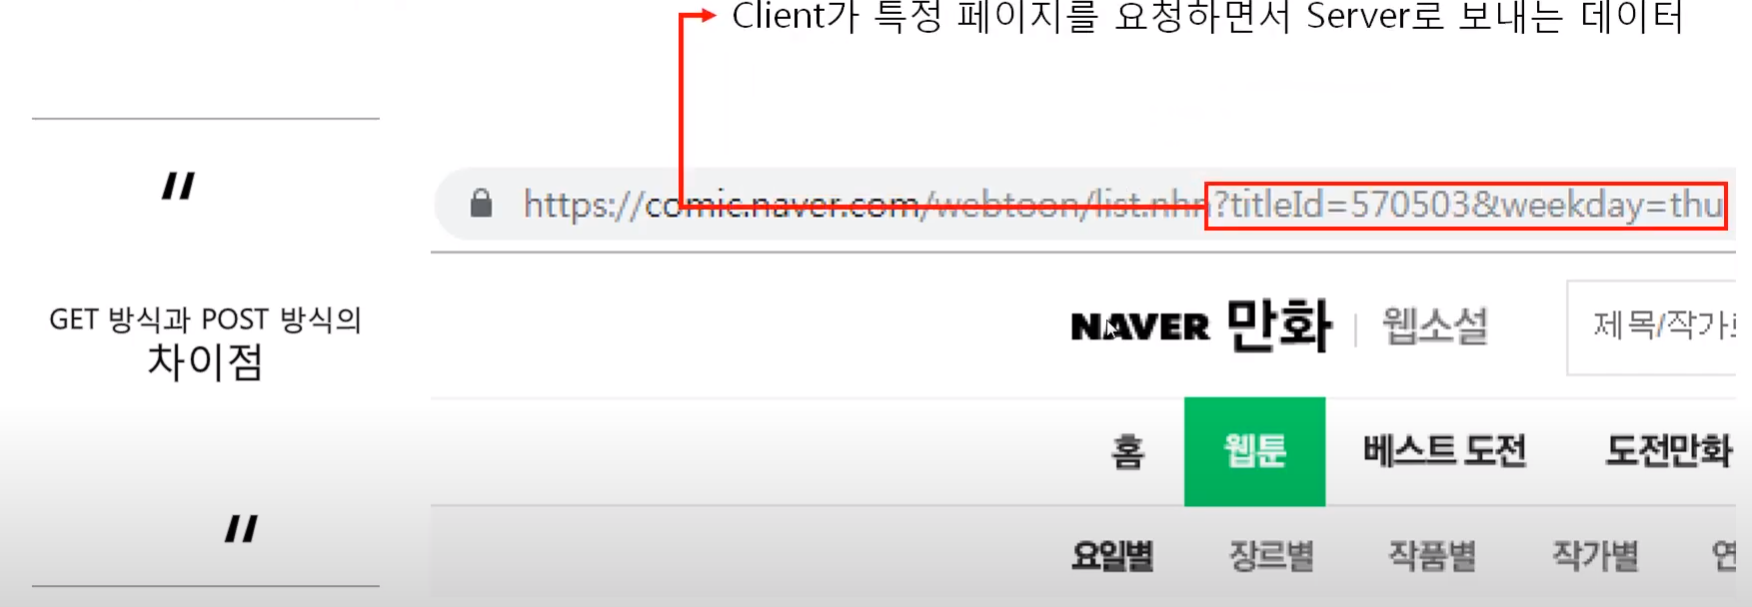 Client가 특정 페이지를 요청하면서 Server로 보내는 데이터
"
https://comic.naver.com/webtoon/list.nhn?titleId=570503&weekday=thu
GET 방식과 POST 방식의
차이점
NAVER 만화 | 웹소설
제목/작가
홈 웹툰 베스트 도전 도전만화
"
요일별 장르별 작품별 작가별 연